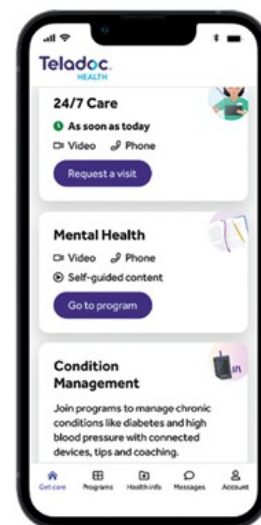 Teladoc
HEALTH
24/7 Care
As soon as today
Video Phone
Request a visit
Mental Health
Video Phone
Self-guided content
Go to program
Condition
Management
Join programs to manage chronic
conditions like diabetes and high
blood pressure with connected
devices, tips and coaching.
Get care Programs Health info Messages Account